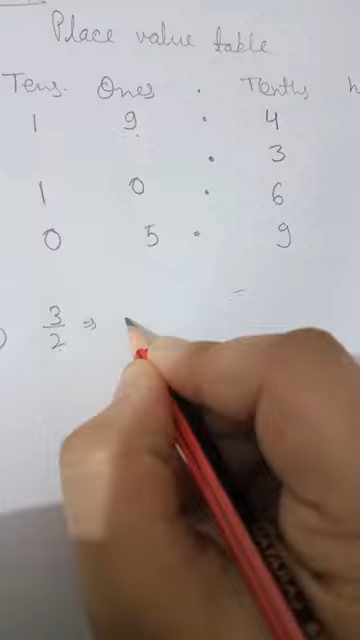 Place value table
Tens. Ones . Tenths h
1 9 . 4
. 3
1 0 . 6
0 5 . 9
) 3/2 ⇒